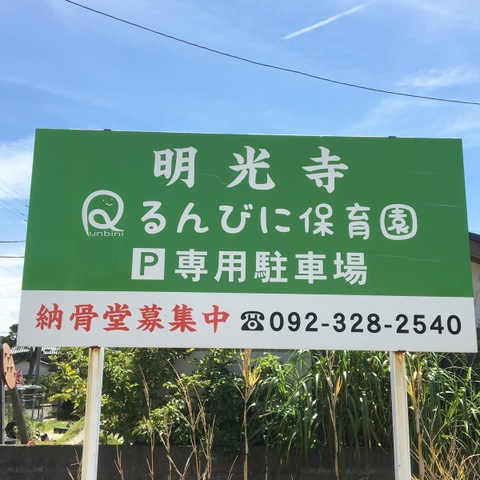 明光寺
unbini るんびに保育園
P 専用駐車場
納骨堂募集中 ☎092-328-2540